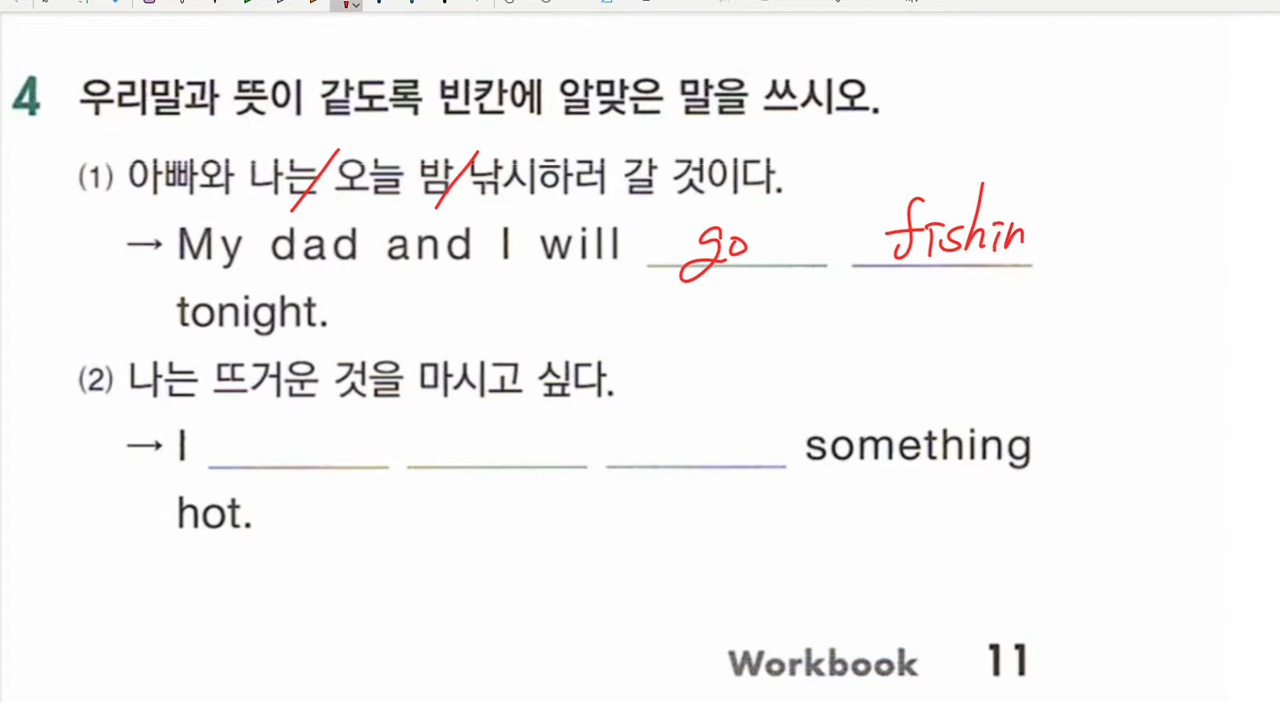 4 우리말과 뜻이 같도록 빈칸에 알맞은 말을 쓰시오.
(1) 아빠와 나는/오늘 밤/낚시하러 갈 것이다.
→ My dad and I will go fishin
tonight.
(2) 나는 뜨거운 것을 마시고 싶다.
→ I ___ ___ ___ something
hot.
Workbook 11